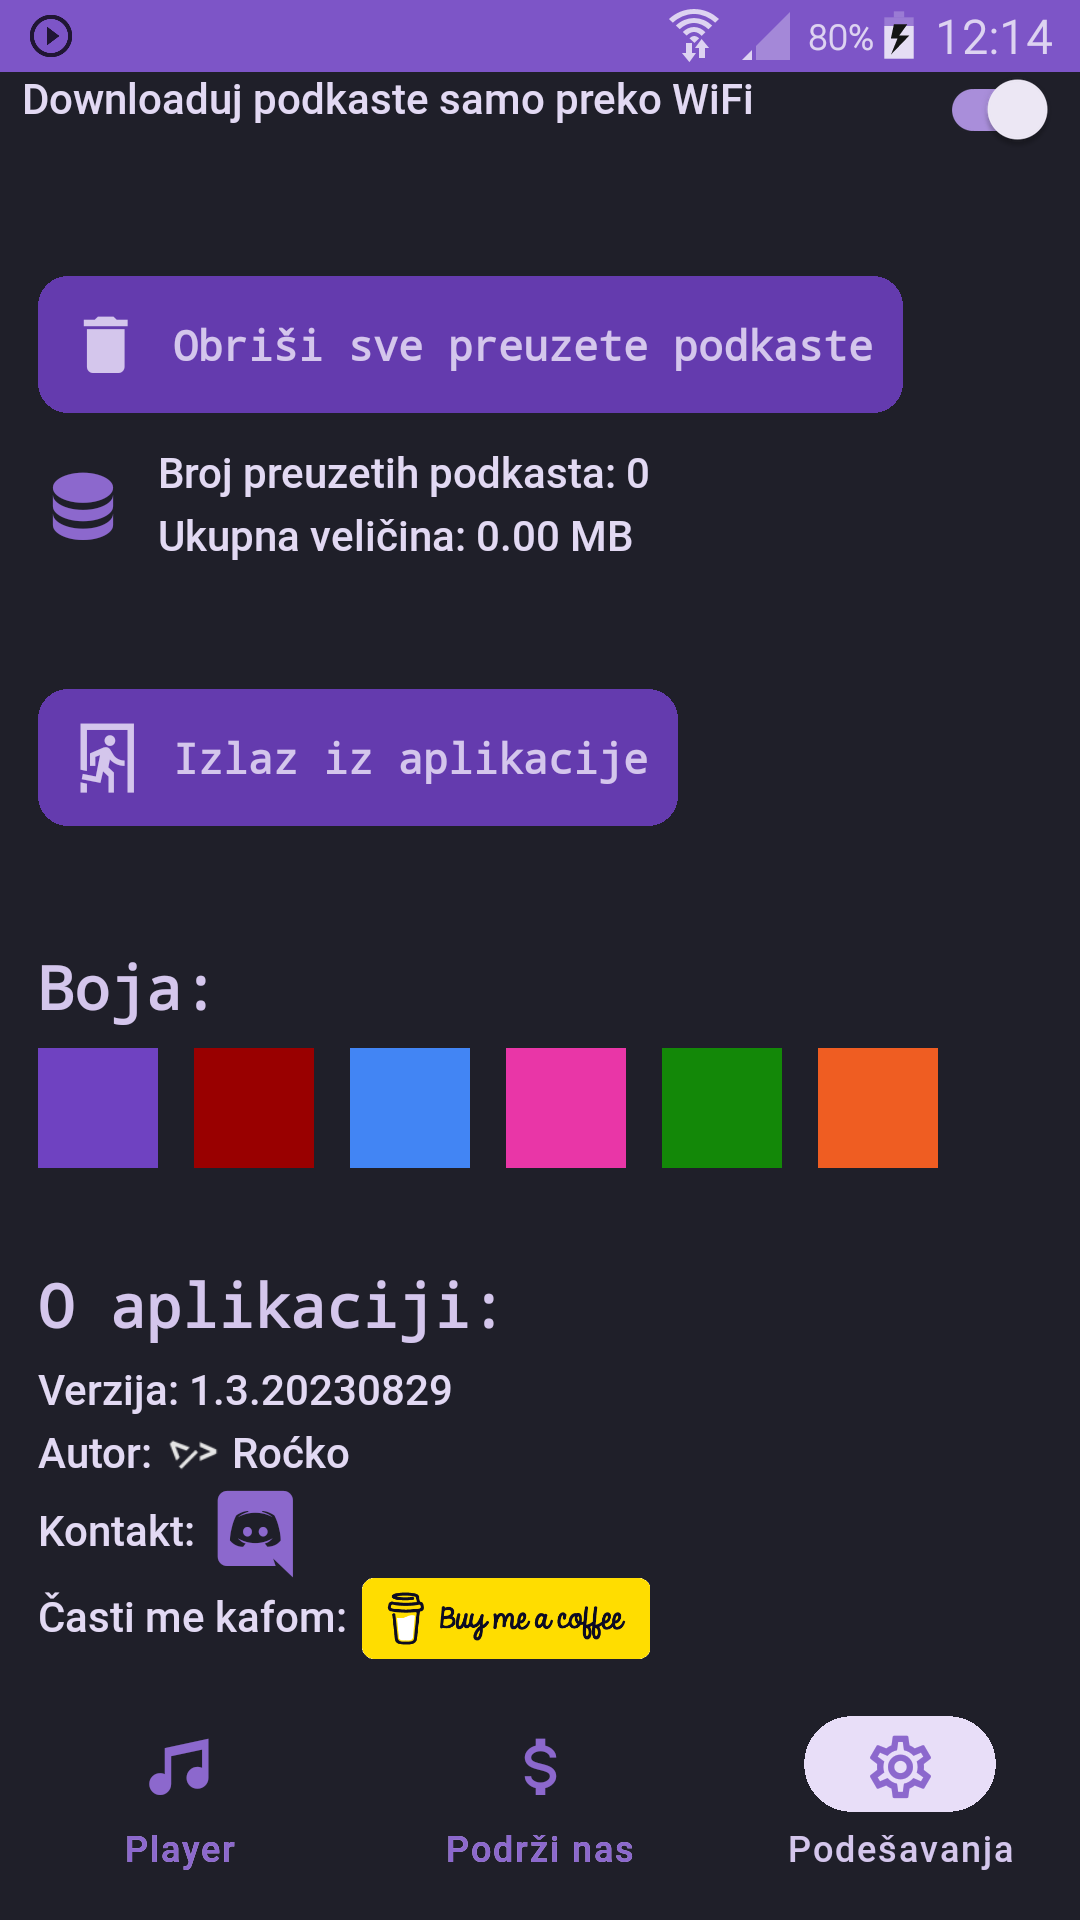 80% 12:14
Downloaduj podkaste samo preko WiFi
Obriši sve preuzete podkaste
Broj preuzetih podkasta: 0
Ukupna veličina: 0.00 MB
Izlaz iz aplikacije
Boja:
O aplikaciji:
Verzija: 1.3.20230829
Autor: Roćko
Kontakt:
Časti me kafom: Buy me a coffee
Player Podrži nas Podešavanja